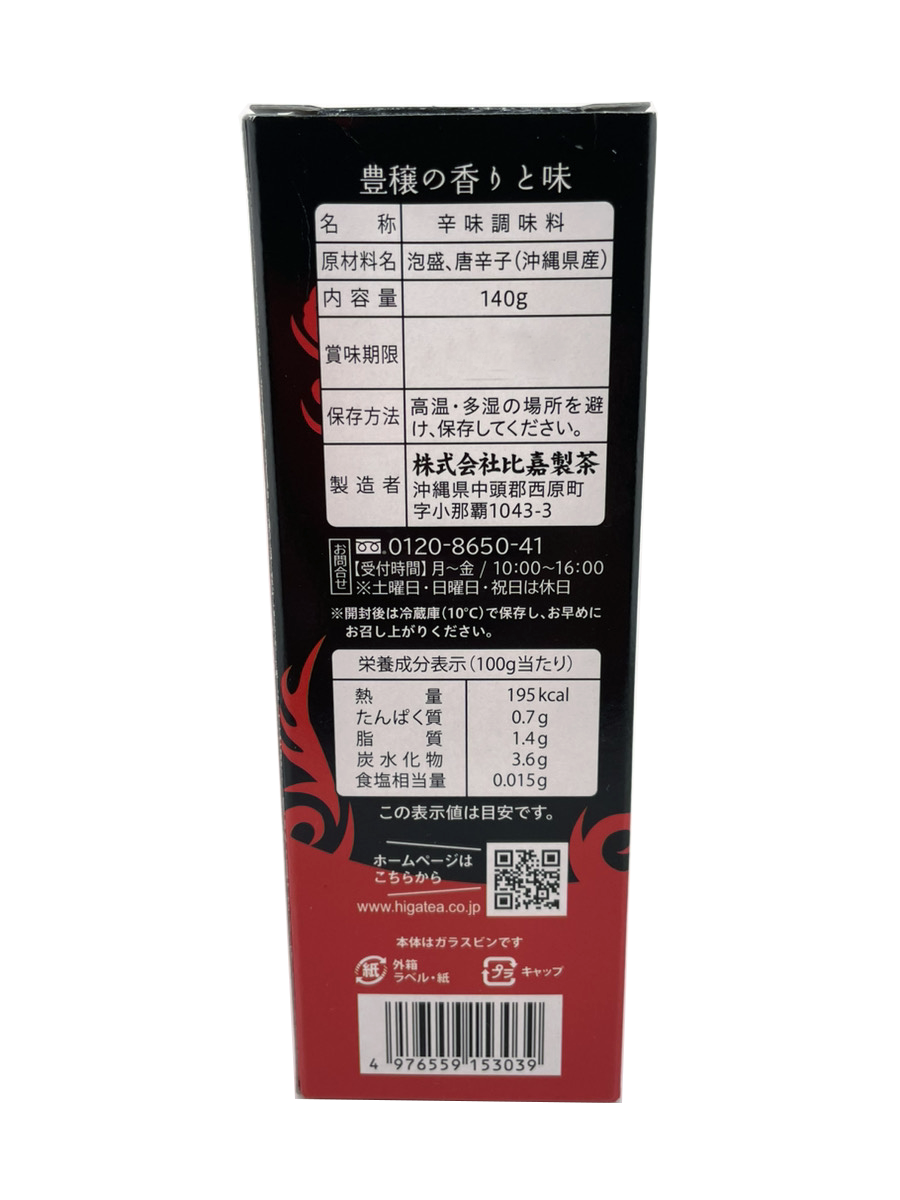 豊穣の香りと味
名称 辛味調味料
原材料名 泡盛、唐辛子（沖縄県産）
内容量 140g
賞味期限
保存方法 高温・多湿の場所を避
け、保存してください。
製造者 株式会社比嘉製茶
沖縄県中頭郡西原町
字小那覇1043-3
お問合せ 0120-8650-41
【受付時間】月～金 / 10:00～16:00
※土曜日・日曜日・祝日は休日
※開封後は冷蔵庫（10℃）で保存し、お早めに
お召し上がりください。
栄養成分表示（100g当たり）
熱量 195kcal
たんぱく質 0.7g
脂質 1.4g
炭水化物 3.6g
食塩相当量 0.015g
この表示値は目安です。
ホームページは
こちらから
www.higatea.co.jp
本体はガラスビンです
紙 外箱
ラベル・紙
プラ キャップ
4 976559 153039